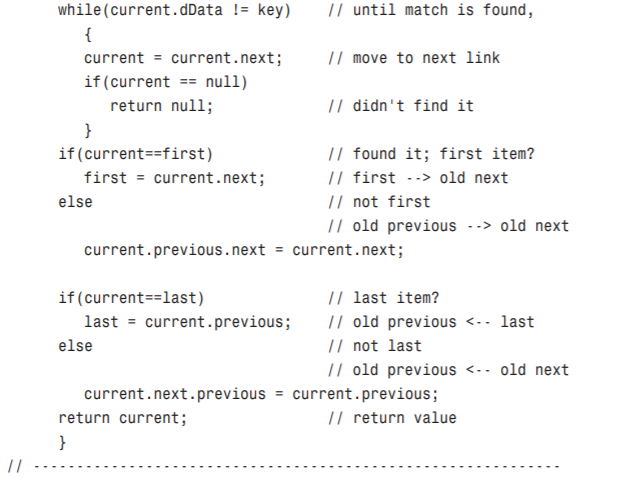 while(current.dData != key)    // until match is found,
{
current = current.next;     // move to next link
if(current == null)
return null;             // didn't find it
}
if(current==first)             // found it; first item?
first = current.next;       // first --> old next
else                           // not first
// old previous --> old next
current.previous.next = current.next;
if(current==last)              // last item?
last = current.previous;    // old previous <-- last
else                           // not last
// old previous <-- old next
current.next.previous = current.previous;
return current;                // return value
}
// -------------------------------------------------------------